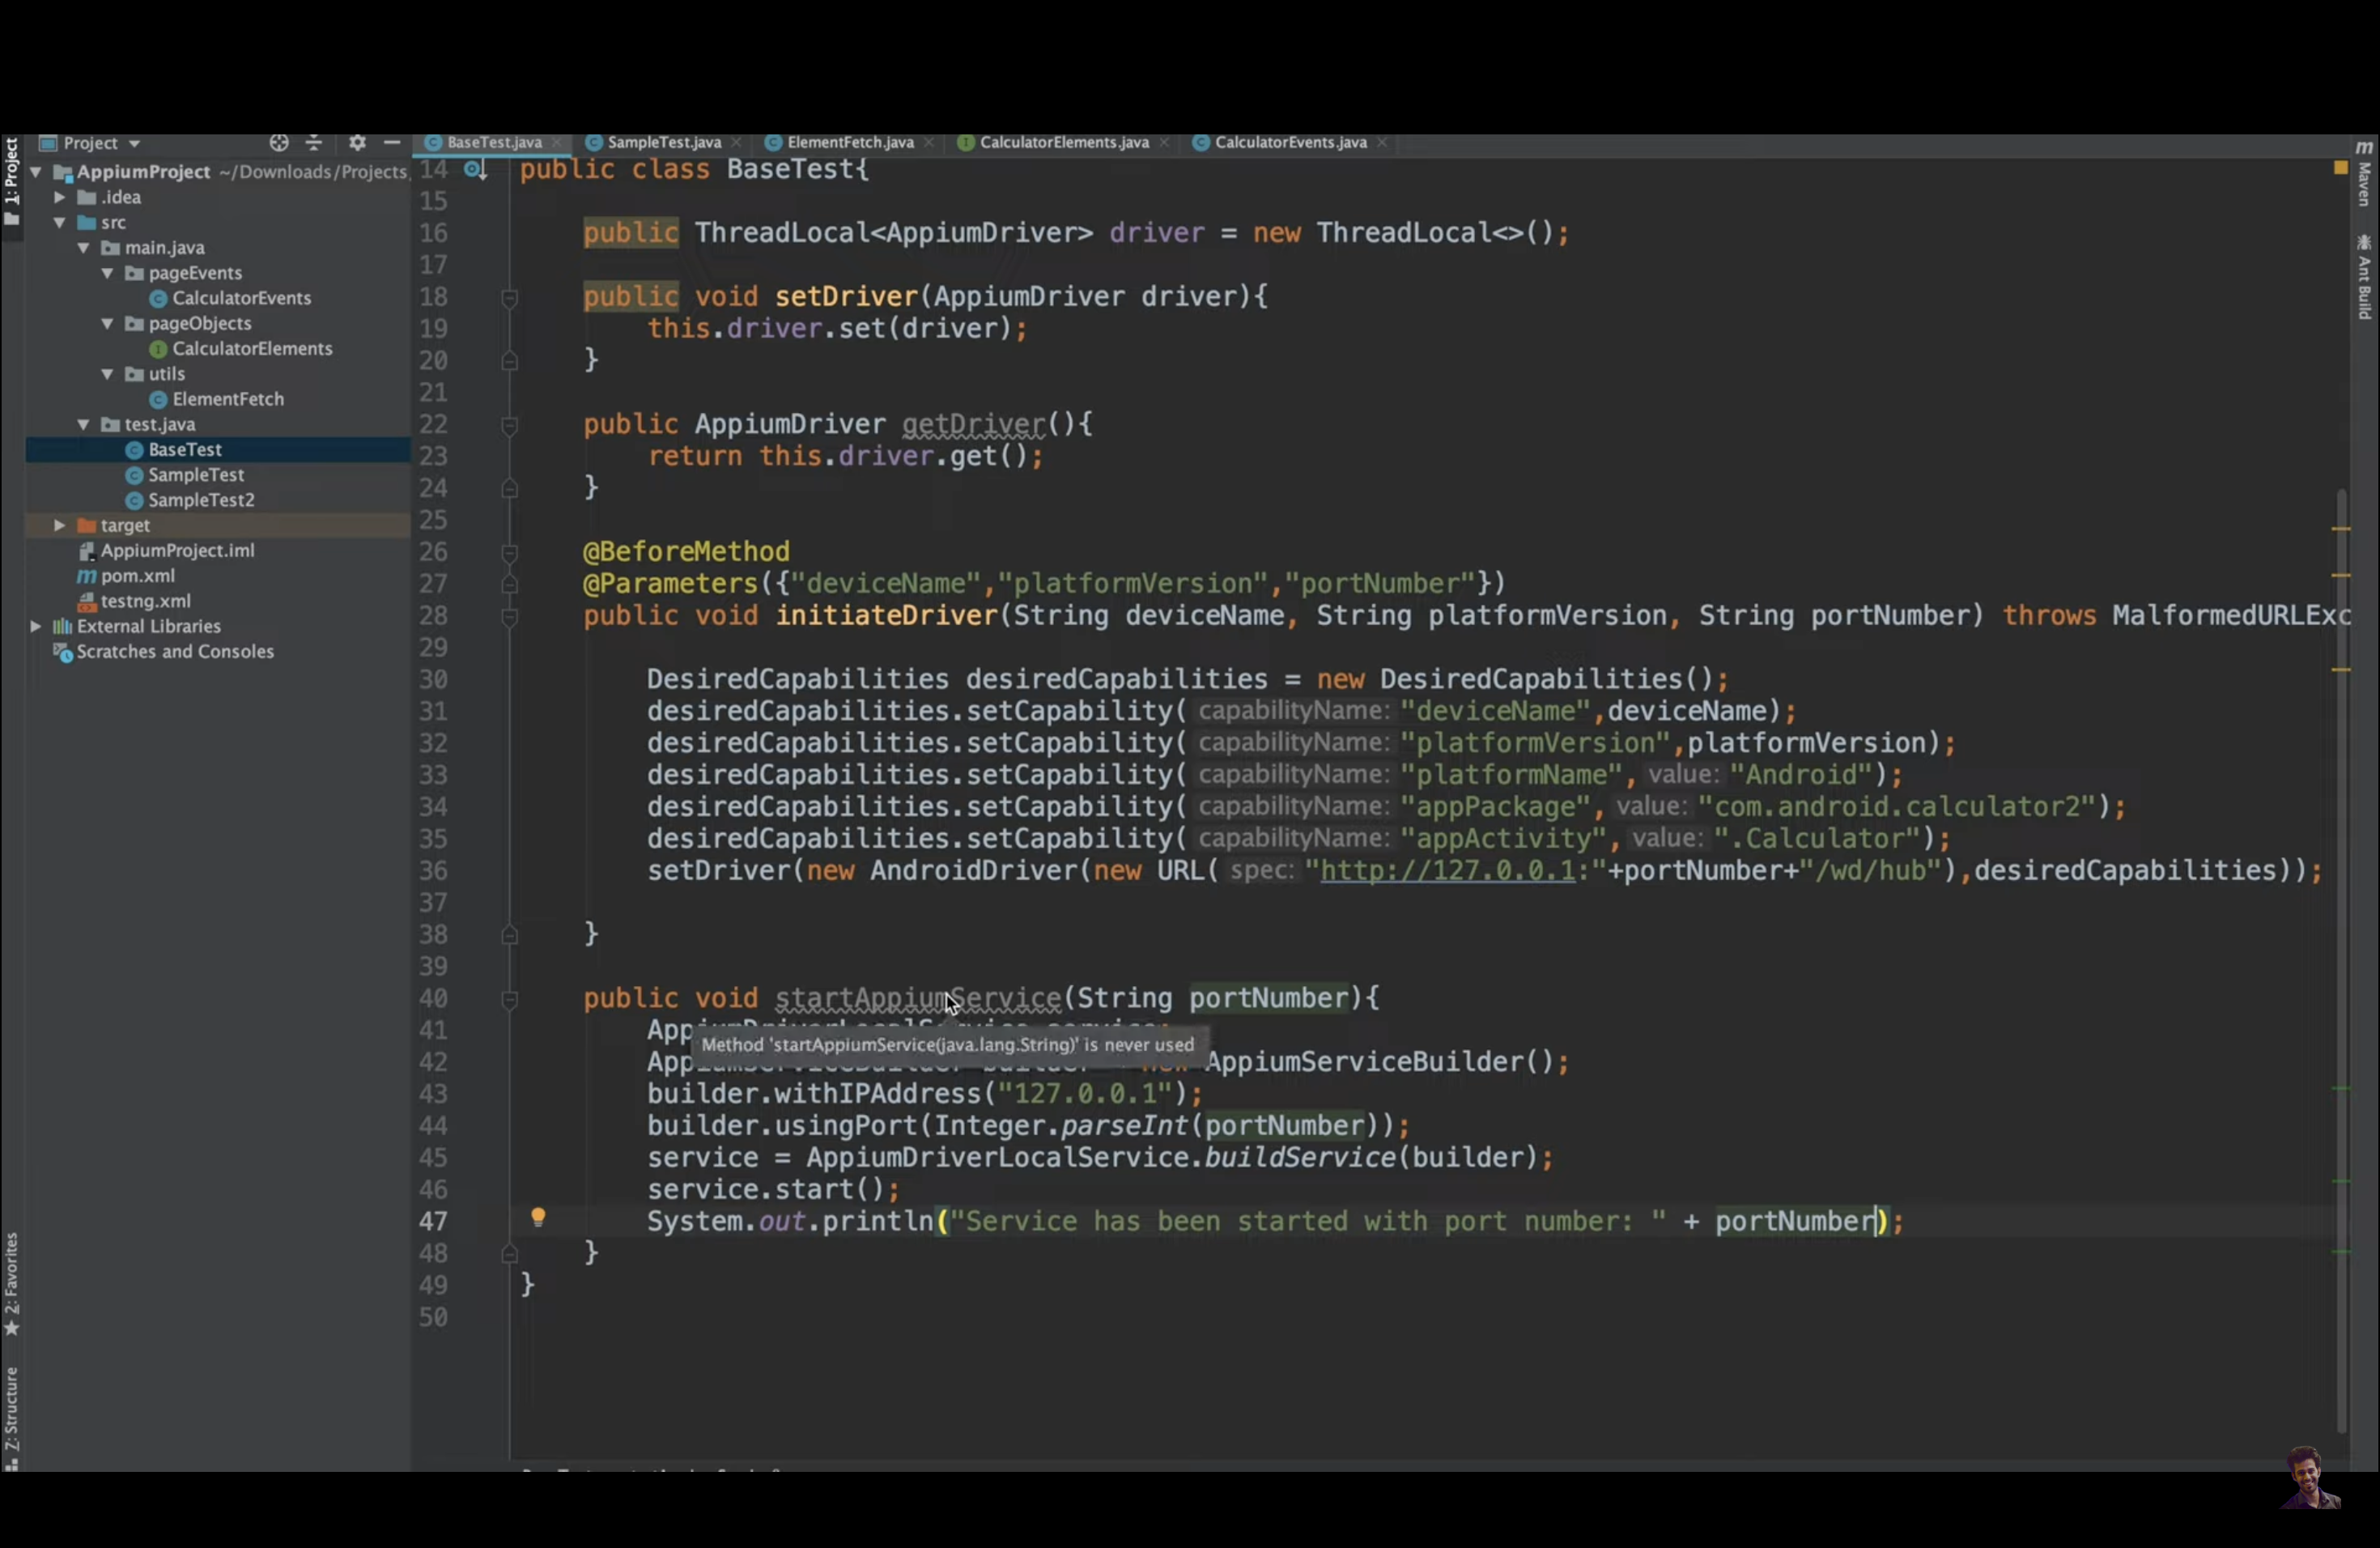 1: Project
Project
AppiumProject ~/Downloads/Projects
.idea
src
main.java
pageEvents
CalculatorEvents
pageObjects
CalculatorElements
utils
ElementFetch
test.java
BaseTest
SampleTest
SampleTest2
target
AppiumProject.iml
pom.xml
testng.xml
External Libraries
Scratches and Consoles
2: Favorites
Z: Structure
BaseTest.java SampleTest.java ElementFetch.java CalculatorElements.java CalculatorEvents.java
14 public class BaseTest{
15
16 public ThreadLocal<AppiumDriver> driver = new ThreadLocal<>();
17
18 public void setDriver(AppiumDriver driver){
19 this.driver.set(driver);
20 }
21
22 public AppiumDriver getDriver(){
23 return this.driver.get();
24 }
25
26 @BeforeMethod
27 @Parameters({"deviceName","platformVersion","portNumber"})
28 public void initiateDriver(String deviceName, String platformVersion, String portNumber) throws MalformedURLExc
29
30 DesiredCapabilities desiredCapabilities = new DesiredCapabilities();
31 desiredCapabilities.setCapability( capabilityName: "deviceName",deviceName);
32 desiredCapabilities.setCapability( capabilityName: "platformVersion",platformVersion);
33 desiredCapabilities.setCapability( capabilityName: "platformName", value: "Android");
34 desiredCapabilities.setCapability( capabilityName: "appPackage", value: "com.android.calculator2");
35 desiredCapabilities.setCapability( capabilityName: "appActivity", value: ".Calculator");
36 setDriver(new AndroidDriver(new URL( spec: "http://127.0.0.1:"+portNumber+"/wd/hub"),desiredCapabilities));
37
38 }
39
40 public void startAppiumService(String portNumber){
41
Method 'startAppiumService(java.lang.String)' is never used
42 AppiumServiceBuilder();
43 builder.withIPAddress("127.0.0.1");
44 builder.usingPort(Integer.parseInt(portNumber));
45 service = AppiumDriverLocalService.buildService(builder);
46 service.start();
47 System.out.println("Service has been started with port number: " + portNumber);
48 }
49 }
50
m Maven
Ant Build